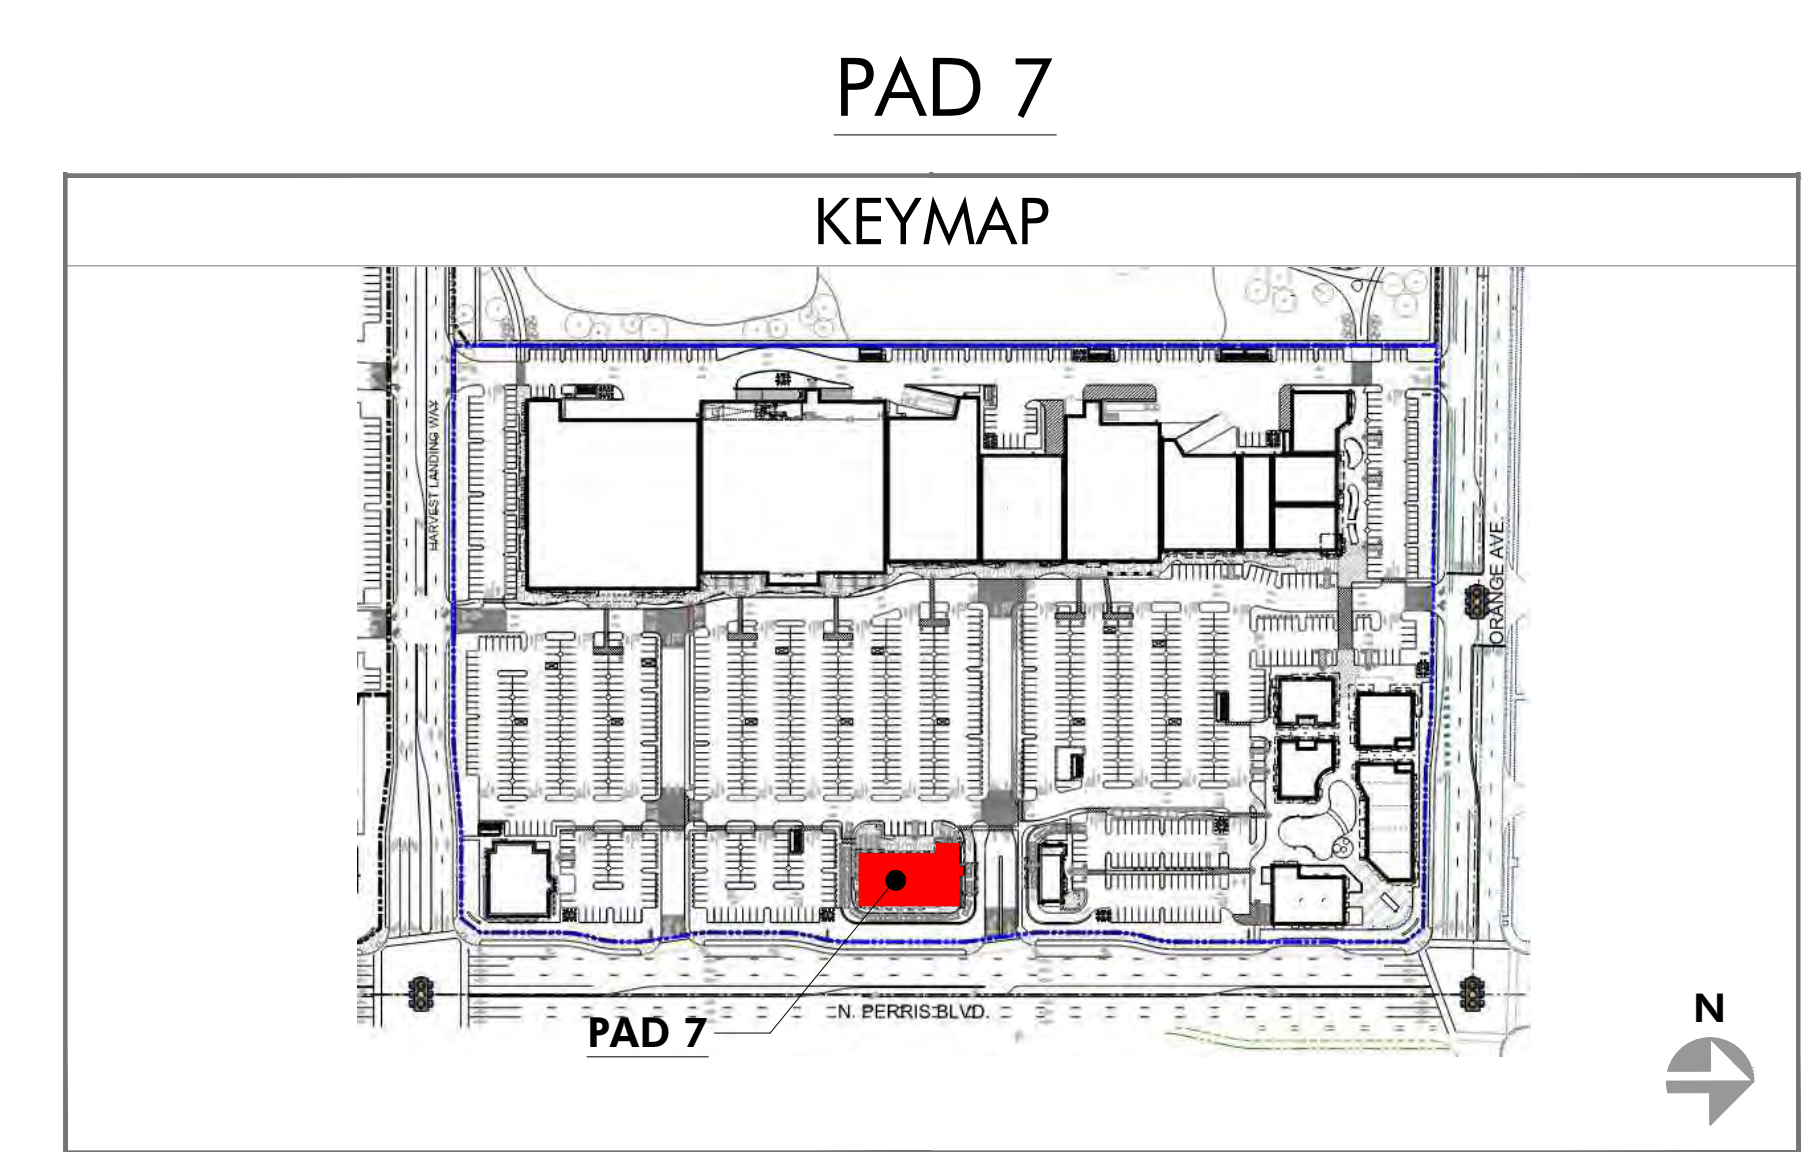 PAD 7
KEYMAP
HARVEST LANDING WAY
ORANGE AVE.
N. PERRIS BLVD.
PAD 7
N